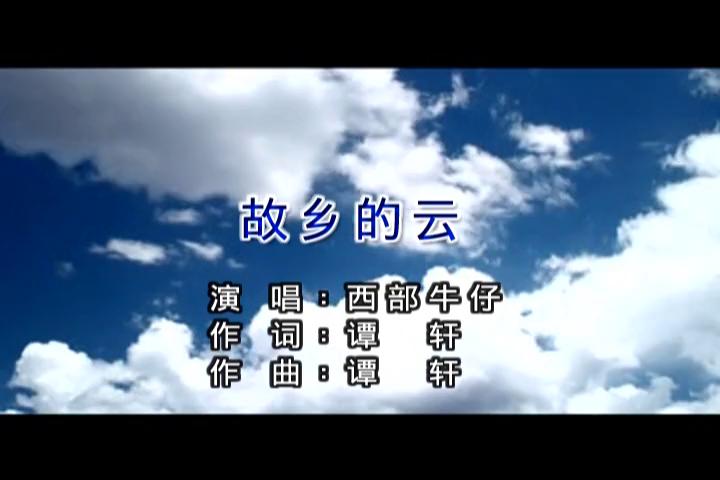 故乡的云
演 唱：西部牛仔
作 词：谭 轩
作 曲：谭 轩